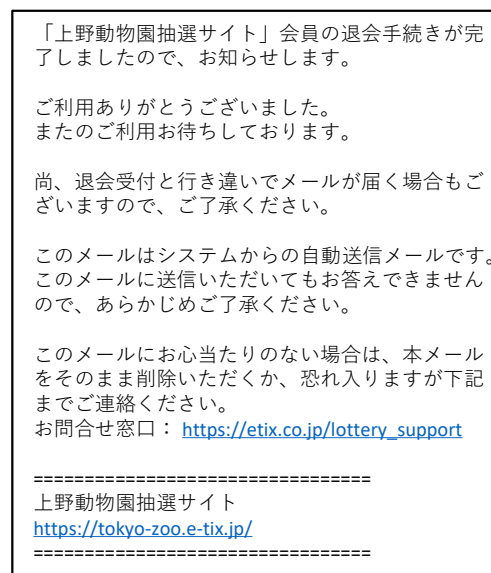 「上野動物園抽選サイト」会員の退会手続きが完
了しましたので、お知らせします。
ご利用ありがとうございました。
またのご利用お待ちしております。
尚、退会受付と行き違いでメールが届く場合もご
ざいますので、ご了承ください。
このメールはシステムからの自動送信メールです。
このメールに送信いただいてもお答えできません
ので、あらかじめご了承ください。
このメールにお心当たりのない場合は、本メール
をそのまま削除いただくか、恐れ入りますが下記
までご連絡ください。
お問合せ窓口： https://etix.co.jp/lottery_support
=================================
上野動物園抽選サイト
https://tokyo-zoo.e-tix.jp/
=================================